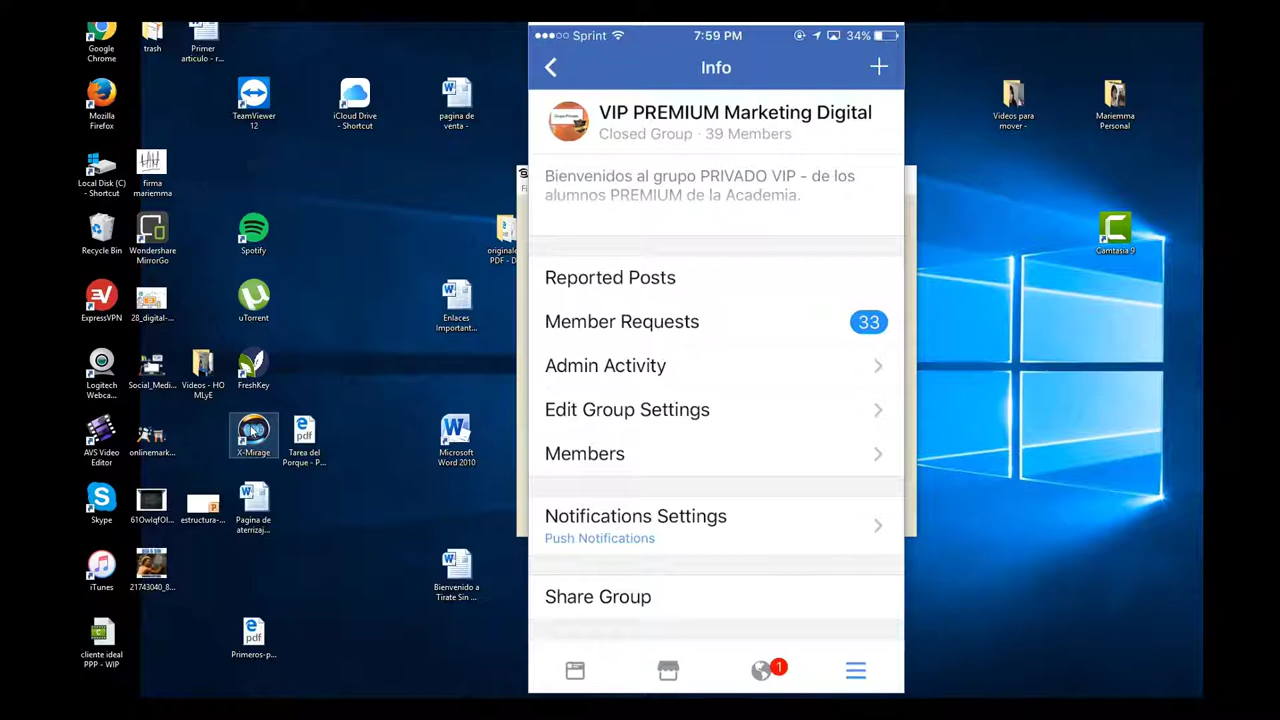 Google
Chrome
trash
Primer
articulo - r...
Mozilla
Firefox
TeamViewer
12
iCloud Drive
- Shortcut
pagina de
venta -
Local Disk (C)
- Shortcut
firma
mariemma
Recycle Bin
Wondershare
MirrorGo
Spotify
originale
PDF - D
ExpressVPN
28_digital-...
uTorrent
Enlaces
Important...
Logitech
Webca...
Social_Medi...
Videos - HO
MLyE
FreshKey
AVS Video
Editor
onlinemark...
X-Mirage
Tarea del
Porque - P...
Microsoft
Word 2010
Skype
61OwlqfOl...
estructura-...
Pagina de
aterrizaj...
iTunes
21743040_8...
Bienvenido a
Tirate Sin ...
cliente ideal
PPP - WIP
Primeros-p...
Videos para
mover -
Mariemma
Personal
Camtasia 9
Sprint
7:59 PM
34%
Info
VIP PREMIUM Marketing Digital
Closed Group · 39 Members
Bienvenidos al grupo PRIVADO VIP - de los
alumnos PREMIUM de la Academia.
Reported Posts
Member Requests 33
Admin Activity
Edit Group Settings
Members
Notifications Settings
Push Notifications
Share Group
1